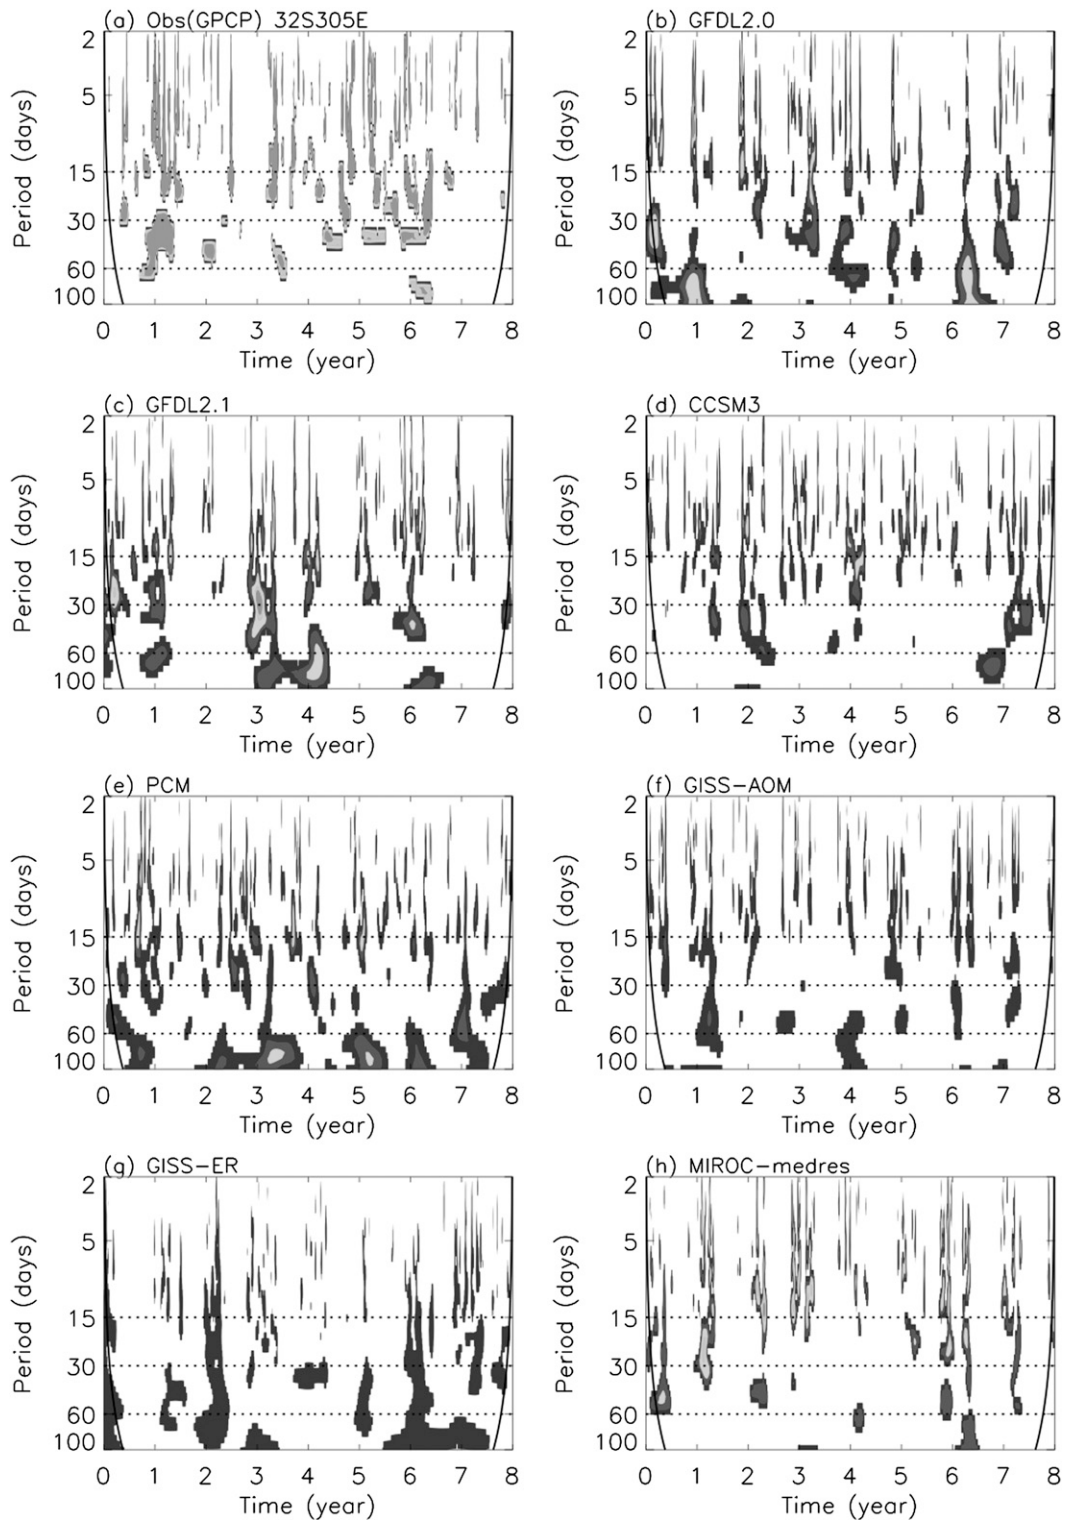 (a) Obs(GPCP) 32S305E
2
5
15
30
60
100
Period (days)
0 1 2 3 4 5 6 7 8
Time (year)
(b) GFDL2.0
2
5
15
30
60
100
Period (days)
0 1 2 3 4 5 6 7 8
Time (year)
(c) GFDL2.1
2
5
15
30
60
100
Period (days)
0 1 2 3 4 5 6 7 8
Time (year)
(d) CCSM3
2
5
15
30
60
100
Period (days)
0 1 2 3 4 5 6 7 8
Time (year)
(e) PCM
2
5
15
30
60
100
Period (days)
0 1 2 3 4 5 6 7 8
Time (year)
(f) GISS-AOM
2
5
15
30
60
100
Period (days)
0 1 2 3 4 5 6 7 8
Time (year)
(g) GISS-ER
2
5
15
30
60
100
Period (days)
0 1 2 3 4 5 6 7 8
Time (year)
(h) MIROC-medres
2
5
15
30
60
100
Period (days)
0 1 2 3 4 5 6 7 8
Time (year)